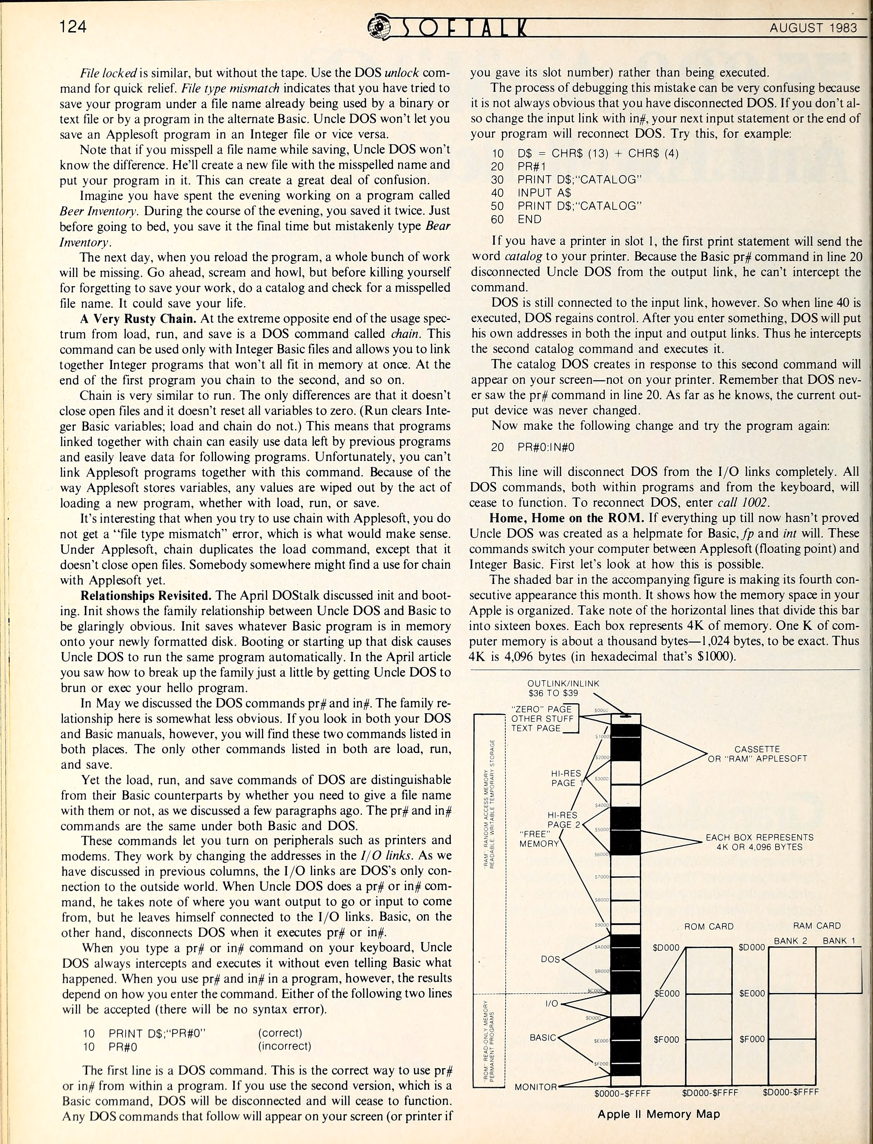 124
SOFTALK
AUGUST 1983
File locked is similar, but without the tape. Use the DOS unlock com-
mand for quick relief. File type mismatch indicates that you have tried to
save your program under a file name already being used by a binary or
text file or by a program in the alternate Basic. Uncle DOS won't let you
save an Applesoft program in an Integer file or vice versa.
Note that if you misspell a file name while saving, Uncle DOS won't
know the difference. He'll create a new file with the misspelled name and
put your program in it. This can create a great deal of confusion.
Imagine you have spent the evening working on a program called
Beer Inventory. During the course of the evening, you saved it twice. Just
before going to bed, you save it the final time but mistakenly type Bear
Inventory.
The next day, when you reload the program, a whole bunch of work
will be missing. Go ahead, scream and howl, but before killing yourself
for forgetting to save your work, do a catalog and check for a misspelled
file name. It could save your life.
A Very Rusty Chain. At the extreme opposite end of the usage spec-
trum from load, run, and save is a DOS command called chain. This
command can be used only with Integer Basic files and allows you to link
together Integer programs that won't all fit in memory at once. At the
end of the first program you chain to the second, and so on.
Chain is very similar to run. The only differences are that it doesn't
close open files and it doesn't reset all variables to zero. (Run clears Inte-
ger Basic variables; load and chain do not.) This means that programs
linked together with chain can easily use data left by previous programs
and easily leave data for following programs. Unfortunately, you can't
link Applesoft programs together with this command. Because of the
way Applesoft stores variables, any values are wiped out by the act of
loading a new program, whether with load, run, or save.
It's interesting that when you try to use chain with Applesoft, you do
not get a "file type mismatch" error, which is what would make sense.
Under Applesoft, chain duplicates the load command, except that it
doesn't close open files. Somebody somewhere might find a use for chain
with Applesoft yet.
Relationships Revisited. The April DOStalk discussed init and boot-
ing. Init shows the family relationship between Uncle DOS and Basic to
be glaringly obvious. Init saves whatever Basic program is in memory
onto your newly formatted disk. Booting or starting up that disk causes
Uncle DOS to run the same program automatically. In the April article
you saw how to break up the family just a little by getting Uncle DOS to
brun or exec your hello program.
In May we discussed the DOS commands pr# and in#. The family re-
lationship here is somewhat less obvious. If you look in both your DOS
and Basic manuals, however, you will find these two commands listed in
both places. The only other commands listed in both are load, run,
and save.
Yet the load, run, and save commands of DOS are distinguishable
from their Basic counterparts by whether you need to give a file name
with them or not, as we discussed a few paragraphs ago. The pr# and in#
commands are the same under both Basic and DOS.
These commands let you turn on peripherals such as printers and
modems. They work by changing the addresses in the I/O links. As we
have discussed in previous columns, the I/O links are DOS's only con-
nection to the outside world. When Uncle DOS does a pr# or in# com-
mand, he takes note of where you want output to go or input to come
from, but he leaves himself connected to the I/O links. Basic, on the
other hand, disconnects DOS when it executes pr# or in#.
When you type a pr# or in# command on your keyboard, Uncle
DOS always intercepts and executes it without even telling Basic what
happened. When you use pr# and in# in a program, however, the results
depend on how you enter the command. Either of the following two lines
will be accepted (there will be no syntax error).
10 PRINT D$;"PR#0" (correct)
10 PR#0 (incorrect)
The first line is a DOS command. This is the correct way to use pr#
or in# from within a program. If you use the second version, which is a
Basic command, DOS will be disconnected and will cease to function.
Any DOS commands that follow will appear on your screen (or printer if
you gave its slot number) rather than being executed.
The process of debugging this mistake can be very confusing because
it is not always obvious that you have disconnected DOS. If you don't al-
so change the input link with in#, your next input statement or the end of
your program will reconnect DOS. Try this, for example:
10 D$ = CHR$ (13) + CHR$ (4)
20 PR#1
30 PRINT D$;"CATALOG"
40 INPUT A$
50 PRINT D$;"CATALOG"
60 END
If you have a printer in slot 1, the first print statement will send the
word catalog to your printer. Because the Basic pr# command in line 20
disconnected Uncle DOS from the output link, he can't intercept the
command.
DOS is still connected to the input link, however. So when line 40 is
executed, DOS regains control. After you enter something, DOS will put
his own addresses in both the input and output links. Thus he intercepts
the second catalog command and executes it.
The catalog DOS creates in response to this second command will
appear on your screen—not on your printer. Remember that DOS nev-
er saw the pr# command in line 20. As far as he knows, the current out-
put device was never changed.
Now make the following change and try the program again:
20 PR#0:IN#0
This line will disconnect DOS from the I/O links completely. All
DOS commands, both within programs and from the keyboard, will
cease to function. To reconnect DOS, enter call 1002.
Home, Home on the ROM. If everything up till now hasn't proved
Uncle DOS was created as a helpmate for Basic, fp and int will. These
commands switch your computer between Applesoft (floating point) and
Integer Basic. First let's look at how this is possible.
The shaded bar in the accompanying figure is making its fourth con-
secutive appearance this month. It shows how the memory space in your
Apple is organized. Take note of the horizontal lines that divide this bar
into sixteen boxes. Each box represents 4K of memory. One K of com-
puter memory is about a thousand bytes—1,024 bytes, to be exact. Thus
4K is 4,096 bytes (in hexadecimal that's $1000).
OUTLINK/INLINK
$36 TO $39
"ZERO" PAGE
OTHER STUFF
TEXT PAGE
$0000
$1000
$2000
CASSETTE
OR "RAM" APPLESOFT
HI-RES
PAGE 1
$3000
$4000
HI-RES
PAGE 2
"FREE"
MEMORY
$5000
EACH BOX REPRESENTS
4K OR 4,096 BYTES
$6000
$7000
$8000
$9000
"RAM": RANDOM ACCESS MEMORY
READABLE, WRITABLE TEMPORARY STORAGE
ROM CARD
RAM CARD
BANK 2 BANK 1
DOS
$A000
$D000
$D000
$B000
$C000
$E000
$E000
I/O
$D000
BASIC
$E000
$F000
$F000
$F000
"ROM": READ-ONLY MEMORY
PERMANENT PROGRAMS
MONITOR
$0000-$FFFF
$D000-$FFFF
$D000-$FFFF
Apple II Memory Map